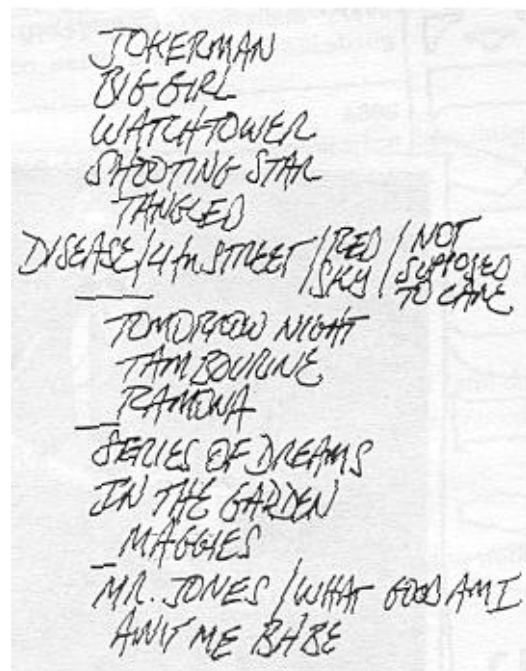 JOKERMAN
BIG GIRL
WATCHTOWER
SHOOTING STAR
TANGLED
DISEASE / 4th STREET / RED SKY / NOT SUPPOSED TO CARE
TOMORROW NIGHT
TAMBOURINE
RAMONA
SERIES OF DREAMS
IN THE GARDEN
MAGGIES
MR. JONES / WHAT GOOD AM I
AINT ME BABE